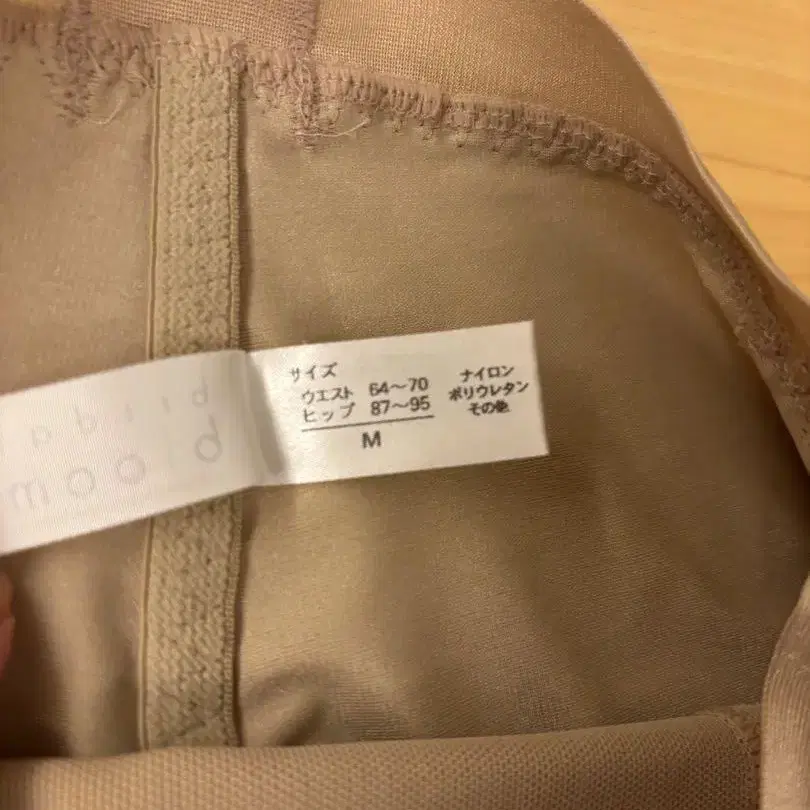 サイズ
ウエスト 64〜70
ヒップ 87〜95
M
ナイロン
ポリウレタン
その他